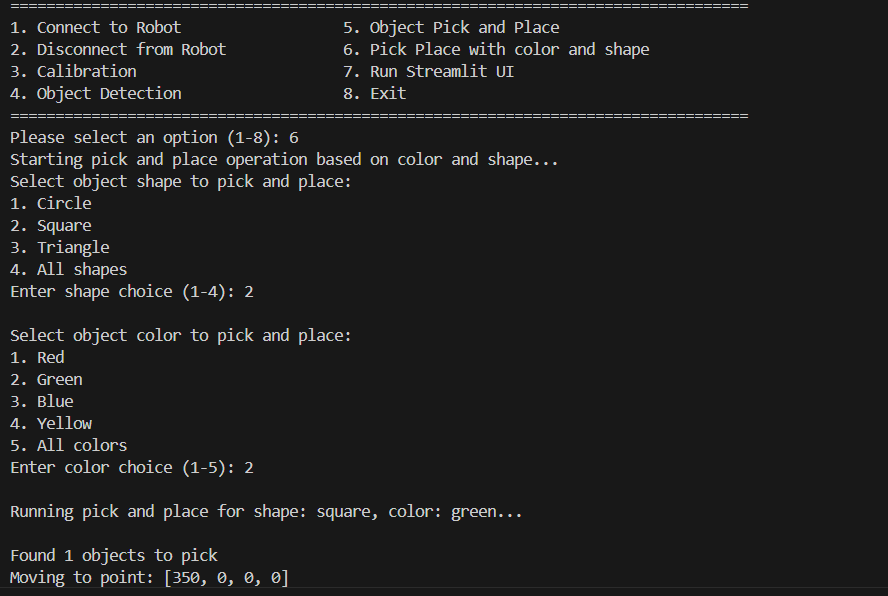 ==================================================================================
1. Connect to Robot                  5. Object Pick and Place
2. Disconnect from Robot             6. Pick Place with color and shape
3. Calibration                       7. Run Streamlit UI
4. Object Detection                  8. Exit
==================================================================================
Please select an option (1-8): 6
Starting pick and place operation based on color and shape...
Select object shape to pick and place:
1. Circle
2. Square
3. Triangle
4. All shapes
Enter shape choice (1-4): 2

Select object color to pick and place:
1. Red
2. Green
3. Blue
4. Yellow
5. All colors
Enter color choice (1-5): 2

Running pick and place for shape: square, color: green...

Found 1 objects to pick
Moving to point: [350, 0, 0, 0]